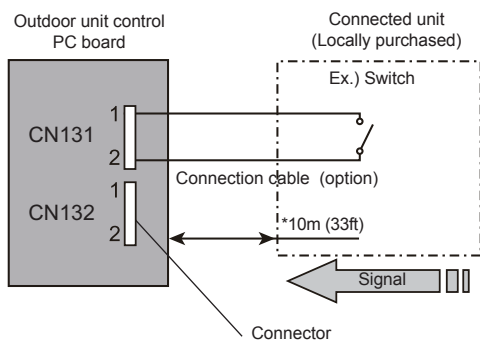 Outdoor unit control
PC board
Connected unit
(Locally purchased)
Ex.) Switch
CN131
1
2
Connection cable (option)
CN132
1
2
*10m (33ft)
Signal
Connector